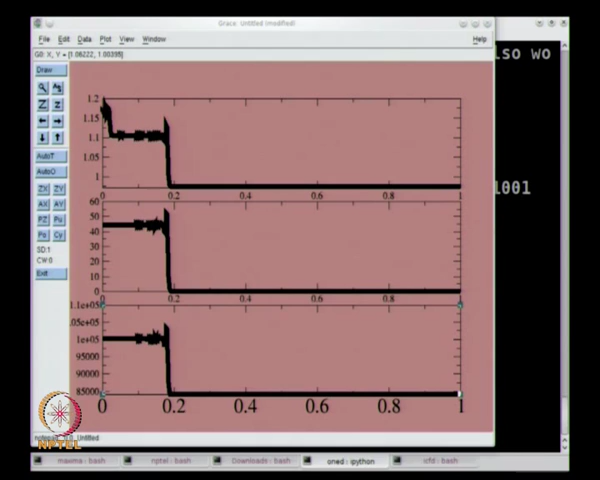 Grace: Untitled (modified)
File Edit Data Plot View Window Help
G0: X, Y = [1.06222, 1.00395]
lso wo
Draw
Z z
AutoT
AutoO
ZX ZY
AX AY
PZ Pu
Po Cy
SD:1
CW:0
Exit
1.2
1.15
1.1
1.05
1
0.2 0.4 0.6 0.8 1
1001
60
50
40
30
20
10
0
0 0.2 0.4 0.6 0.8 1
1.1e+05
.05e+05
1e+05
95000
90000
85000
0 0.2 0.4 0.6 0.8 1
NPTEL
maxima : bash nptel : bash Downloads : bash oned : ipython